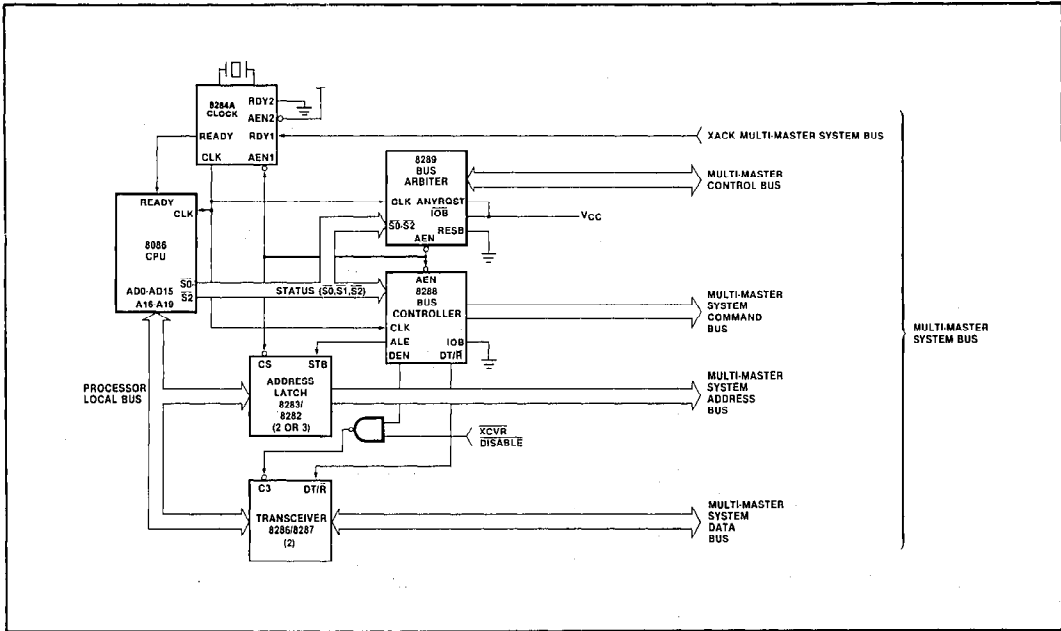 8284A
CLOCK
RDY2
AEN2
READY
RDY1
CLK
AEN1
XACK MULTI-MASTER SYSTEM BUS
8289
BUS
ARBITER
CLK
ANYRQST
IOB
S0-S2
RESB
AEN
MULTI-MASTER
CONTROL BUS
VCC
READY
CLK
8086
CPU
S0-
S2
AD0-AD15
A16-A19
STATUS (S0,S1,S2)
AEN
8288
BUS
CONTROLLER
CLK
ALE
IOB
DEN
DT/R
MULTI-MASTER
SYSTEM
COMMAND
BUS
MULTI-MASTER
SYSTEM BUS
PROCESSOR
LOCAL BUS
CS
STB
ADDRESS
LATCH
8283/
8282
(2 OR 3)
MULTI-MASTER
SYSTEM
ADDRESS
BUS
XCVR
DISABLE
C3
DT/R
TRANSCEIVER
8286/8287
(2)
MULTI-MASTER
SYSTEM
DATA
BUS